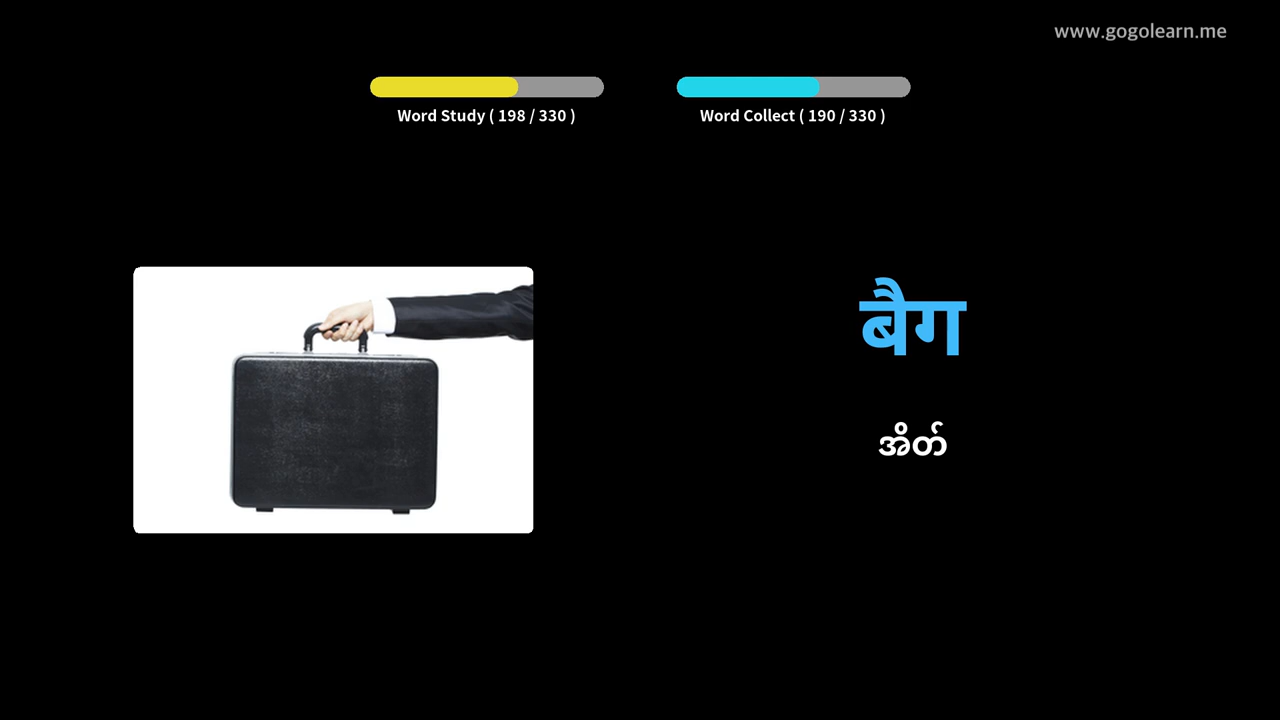 www.gogolearn.me
Word Study ( 198 / 330 )
Word Collect ( 190 / 330 )
बैग
အိတ်